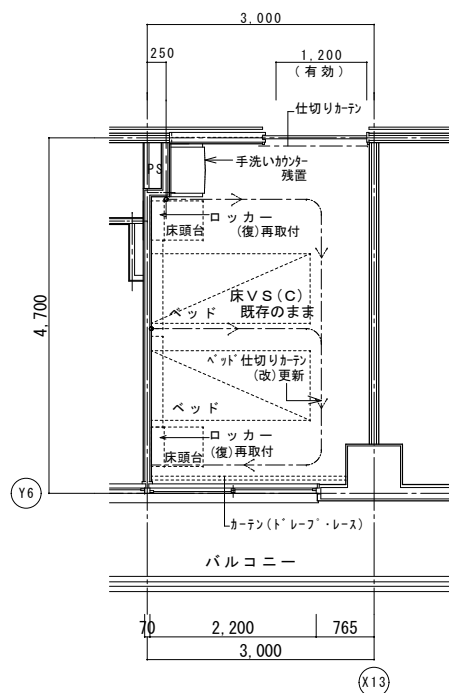 3,000
250
1,200
(有効)
仕切りカーテン
PS
手洗いカウンター
残置
ロッカー
床頭台
(復)再取付
床VS(C)
ベッド
既存のまま
4,700
ベッド仕切りカーテン
(改)更新
ベッド
ロッカー
床頭台
(復)再取付
Y6
カーテン(ドレープ・レース)
バルコニー
70
2,200
765
3,000
X13